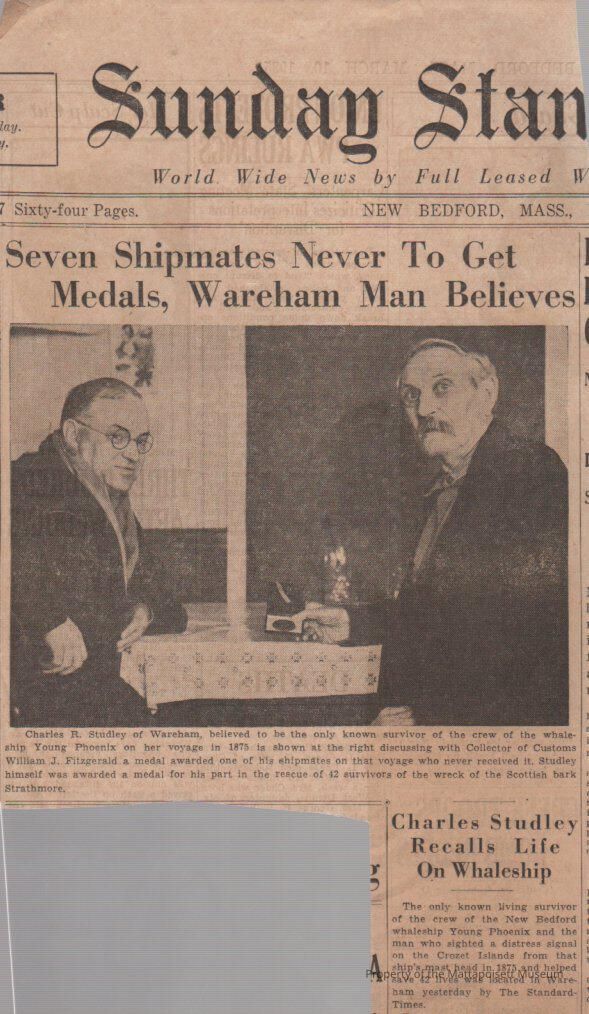 R
day.
y.
Sunday Stan
World Wide News by Full Leased W
7 Sixty-four Pages.
NEW BEDFORD, MASS.,
Seven Shipmates Never To Get
Medals, Wareham Man Believes
Charles R. Studley of Wareham, believed to be the only known survivor of the crew of the whale-
ship Young Phoenix on her voyage in 1875 is shown at the right discussing with Collector of Customs
William J. Fitzgerald a medal awarded one of his shipmates on that voyage who never received it. Studley
himself was awarded a medal for his part in the rescue of 42 survivors of the wreck of the Scottish bark
Strathmore.
g
A
Charles Studley
Recalls Life
On Whaleship
The only known living survivor
of the crew of the New Bedford
whaleship Young Phoenix and the
man who sighted a distress signal
on the Crozet Islands from that
ship's mast head in 1875 and helped
save 42 lives was located in Ware-
ham yesterday by The Standard-
Times.
Property of the Mattapoisett Museum